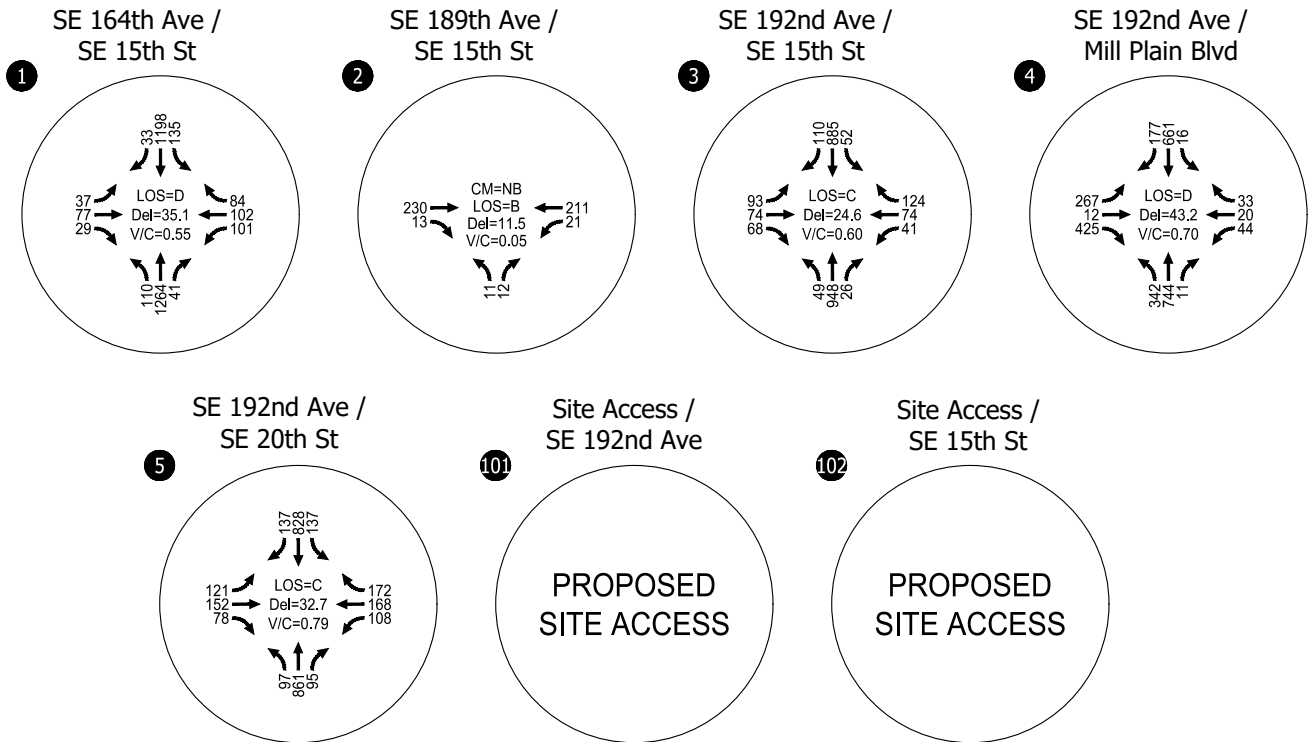 SE 164th Ave /
SE 15th St
1
33
1198
135
37
77
29
LOS=D
Del=35.1
V/C=0.55
84
102
101
110
1264
41
SE 189th Ave /
SE 15th St
2
230
13
CM=NB
LOS=B
Del=11.5
V/C=0.05
211
21
11
12
SE 192nd Ave /
SE 15th St
3
110
885
52
93
74
68
LOS=C
Del=24.6
V/C=0.60
124
74
41
49
948
26
SE 192nd Ave /
Mill Plain Blvd
4
177
661
16
267
12
425
LOS=D
Del=43.2
V/C=0.70
33
20
44
342
744
11
SE 192nd Ave /
SE 20th St
5
137
828
137
121
152
78
LOS=C
Del=32.7
V/C=0.79
172
168
108
97
861
95
Site Access /
SE 192nd Ave
101
PROPOSED
SITE ACCESS
Site Access /
SE 15th St
102
PROPOSED
SITE ACCESS